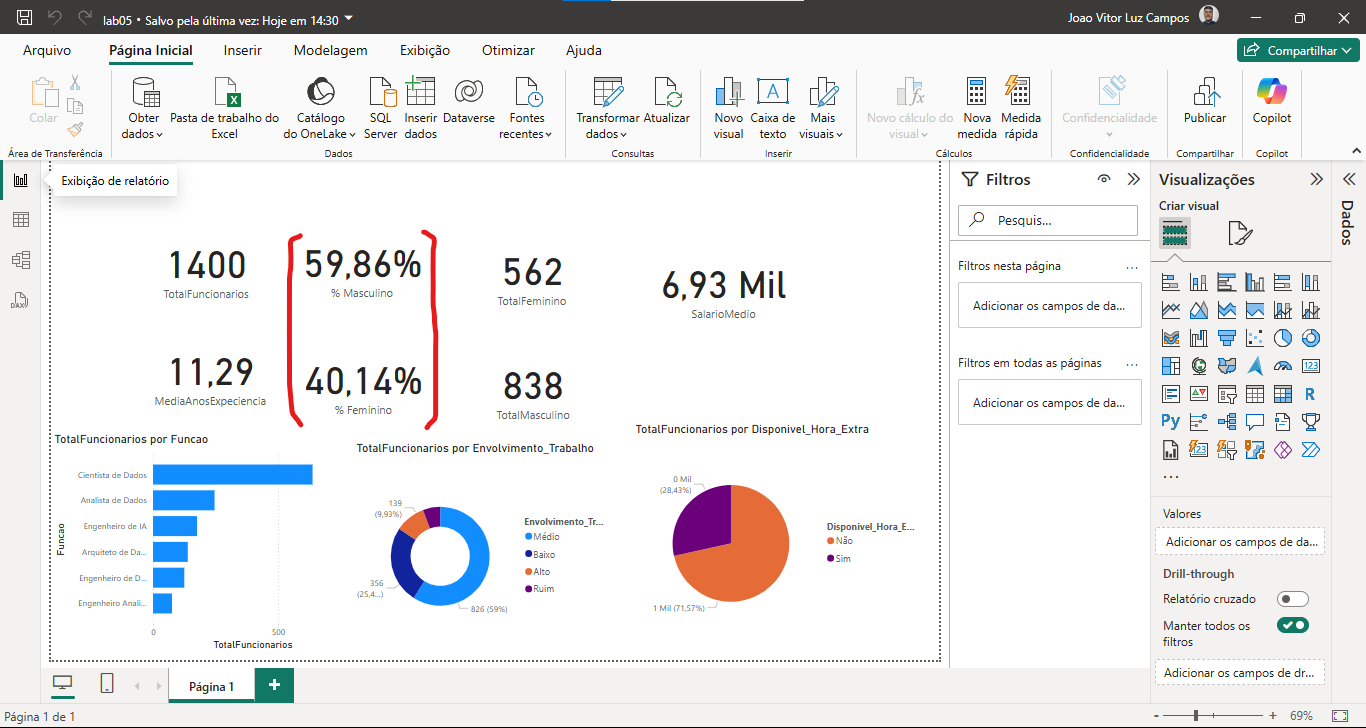 lab05 • Salvo pela última vez: Hoje em 14:30
Joao Vitor Luz Campos
Arquivo
Página Inicial
Inserir
Modelagem
Exibição
Otimizar
Ajuda
Compartilhar
Colar
Obter dados
Pasta de trabalho do Excel
Catálogo do OneLake
SQL Server
Inserir dados
Dataverse
Fontes recentes
Transformar dados
Atualizar
Novo visual
Caixa de texto
Mais visuais
Novo cálculo do visual
Nova medida
Medida rápida
Confidencialidade
Publicar
Copilot
Área de Transferência
Dados
Consultas
Inserir
Cálculos
Confidencialidade
Compartilhar
Copilot
Exibição de relatório
1400
TotalFuncionarios
59,86%
% Masculino
562
TotalFeminino
6,93 Mil
SalarioMedio
11,29
MediaAnosExpeciencia
40,14%
% Feminino
838
TotalMasculino
TotalFuncionarios por Funcao
Funcao
Cientista de Dados
Analista de Dados
Engenheiro de IA
Arquiteto de Da...
Engenheiro de D...
Engenheiro Anali...
0
500
TotalFuncionarios
TotalFuncionarios por Envolvimento_Trabalho
139
(9,93%)
356
(25,4...)
826 (59%)
Envolvimento_Tr...
Médio
Baixo
Alto
Ruim
TotalFuncionarios por Disponivel_Hora_Extra
0 Mil
(28,43%)
1 Mil (71,57%)
Disponivel_Hora_E...
Não
Sim
Filtros
Pesquis...
Filtros nesta página
...
Adicionar os campos de da...
Filtros em todas as páginas
...
Adicionar os campos de da...
Visualizações
Criar visual
123
R
Py
123
...
Valores
Adicionar os campos de da...
Drill-through
Relatório cruzado
Manter todos os filtros
Adicionar os campos de dr...
Dados
DAX
Página 1
+
Página 1 de 1
- + 69%